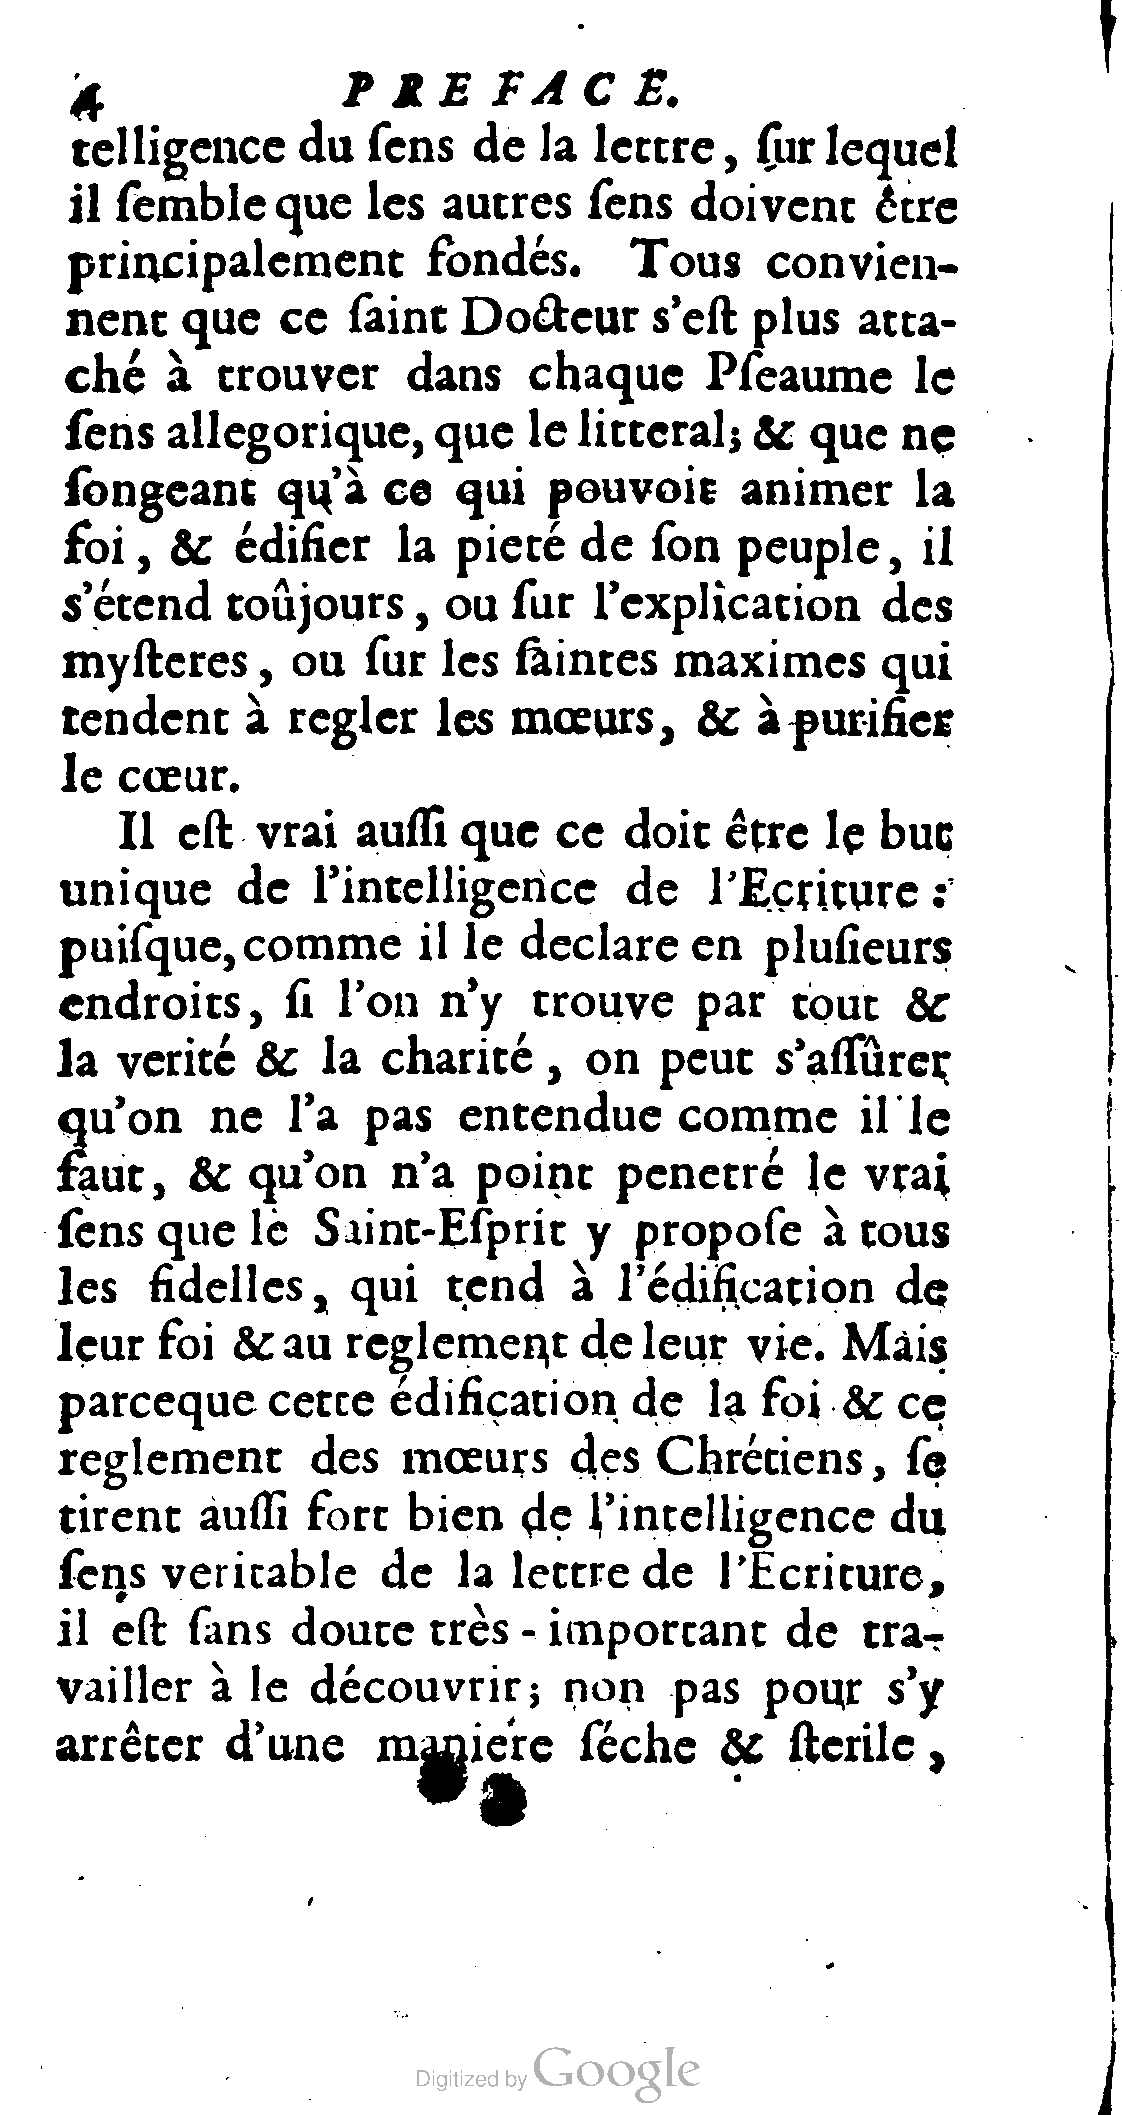 4 PREFACE.
telligence du ſens de la lettre, ſur lequel
il ſemble que les autres ſens doivent être
principalement fondés. Tous convien-
nent que ce ſaint Docteur s'eſt plus atta-
ché à trouver dans chaque Pſeaume le
ſens allegorique, que le litteral; & que ne
ſongeant qu'à ce qui pouvoit animer la
foi, & édifier la pieté de ſon peuple, il
s'étend toûjours, ou ſur l'explication des
myſteres, ou ſur les ſaintes maximes qui
tendent à regler les mœurs, & à purifier
le cœur.
Il eſt vrai auſſi que ce doit être le but
unique de l'intelligence de l'Ecriture :
puiſque, comme il le declare en pluſieurs
endroits, ſi l'on n'y trouve par tout &
la verité & la charité, on peut s'aſſûrer
qu'on ne l'a pas entendue comme il le
faut, & qu'on n'a point penetré le vrai
ſens que le Saint-Eſprit y propoſe à tous
les fidelles, qui tend à l'édification de
leur foi & au reglement de leur vie. Mais
parceque cette édification de la foi & ce
reglement des mœurs des Chrétiens, ſe
tirent auſſi fort bien de l'intelligence du
ſens veritable de la lettre de l'Ecriture,
il eſt ſans doute très-important de tra-
vailler à le découvrir; non pas pour s'y
arrêter d'une maniere ſéche & ſterile,
Digitized by Google